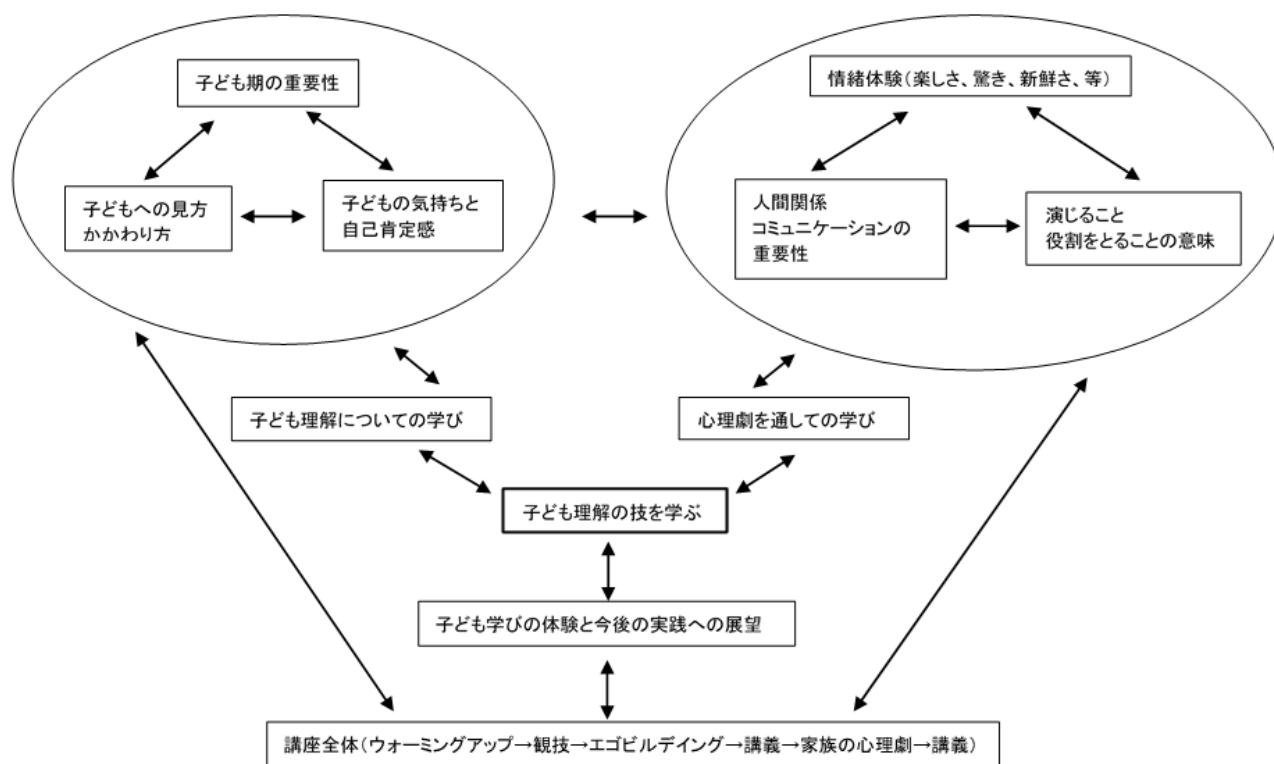 子ども期の重要性
子どもへの見方
かかわり方
子どもの気持ちと
自己肯定感
情緒体験(楽しさ、驚き、新鮮さ、等)
人間関係
コミュニケーションの
重要性
演じること
役割をとることの意味
子ども理解についての学び
心理劇を通しての学び
子ども理解の技を学ぶ
子ども学びの体験と今後の実践への展望
講座全体(ウォーミングアップ→観技→エゴビルデイング→講義→家族の心理劇→講義)